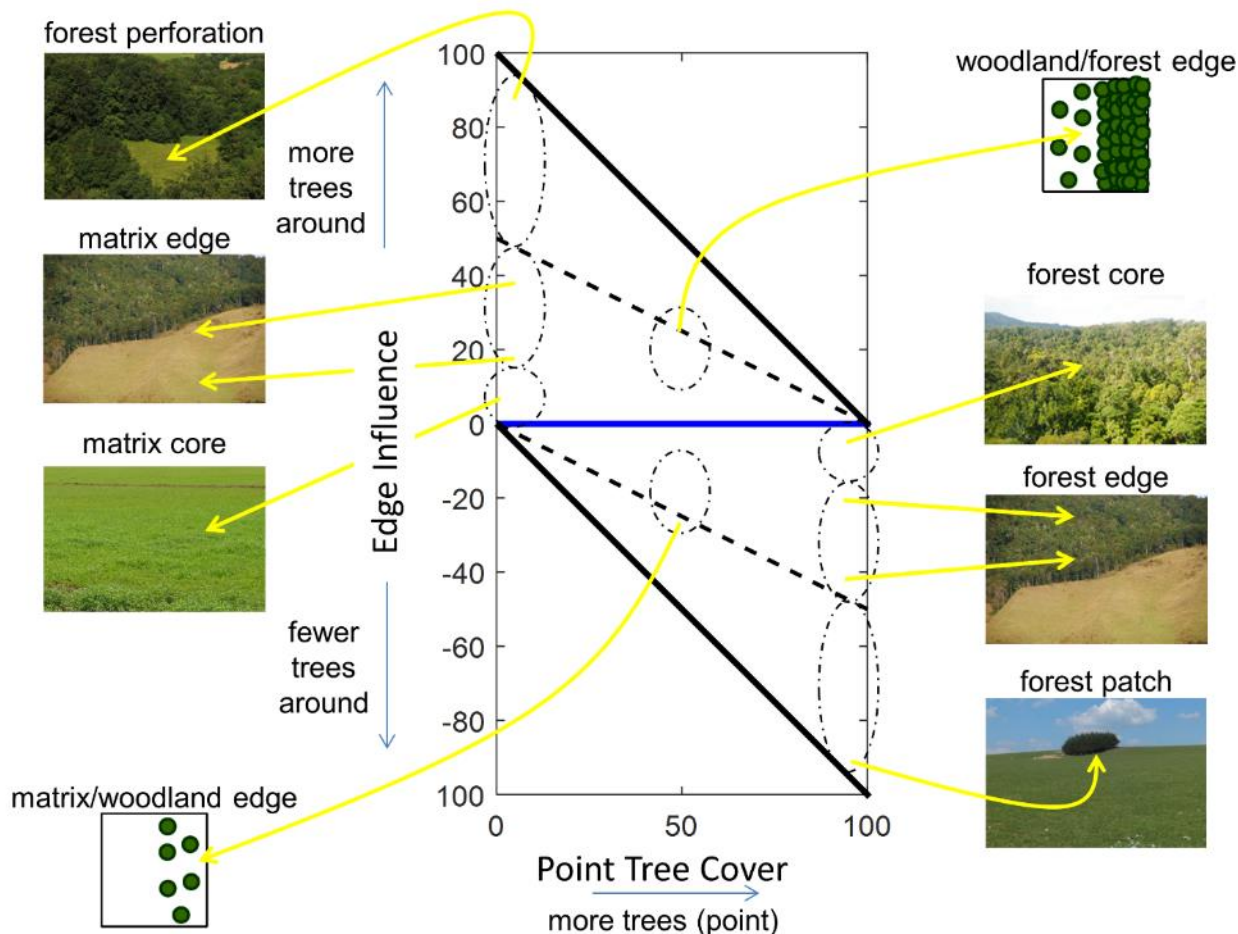 forest perforation
matrix edge
matrix core
matrix/woodland edge
more
trees
around
Edge Influence
fewer
trees
around
100
80
60
40
20
0
-20
-40
-60
-80
100
0
50
100
Point Tree Cover
more trees (point)
woodland/forest edge
forest core
forest edge
forest patch